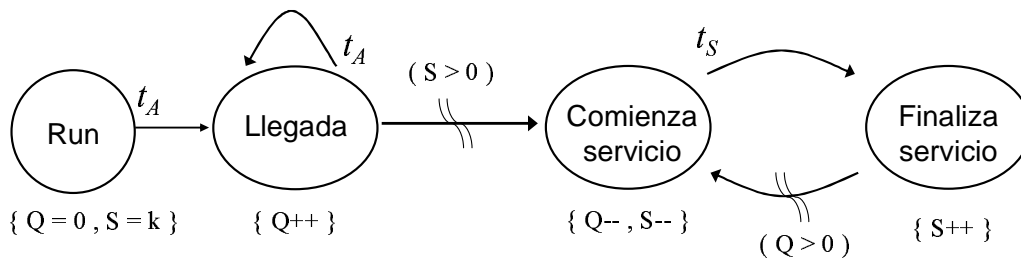 t_A
t_S
( S > 0 )
t_A
Run
Llegada
Comienza
servicio
Finaliza
servicio
{ Q = 0 , S = k }
{ Q++ }
{ Q-- , S-- }
( Q > 0 )
{ S++ }